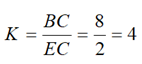 K = BC/EC = 8/2 = 4